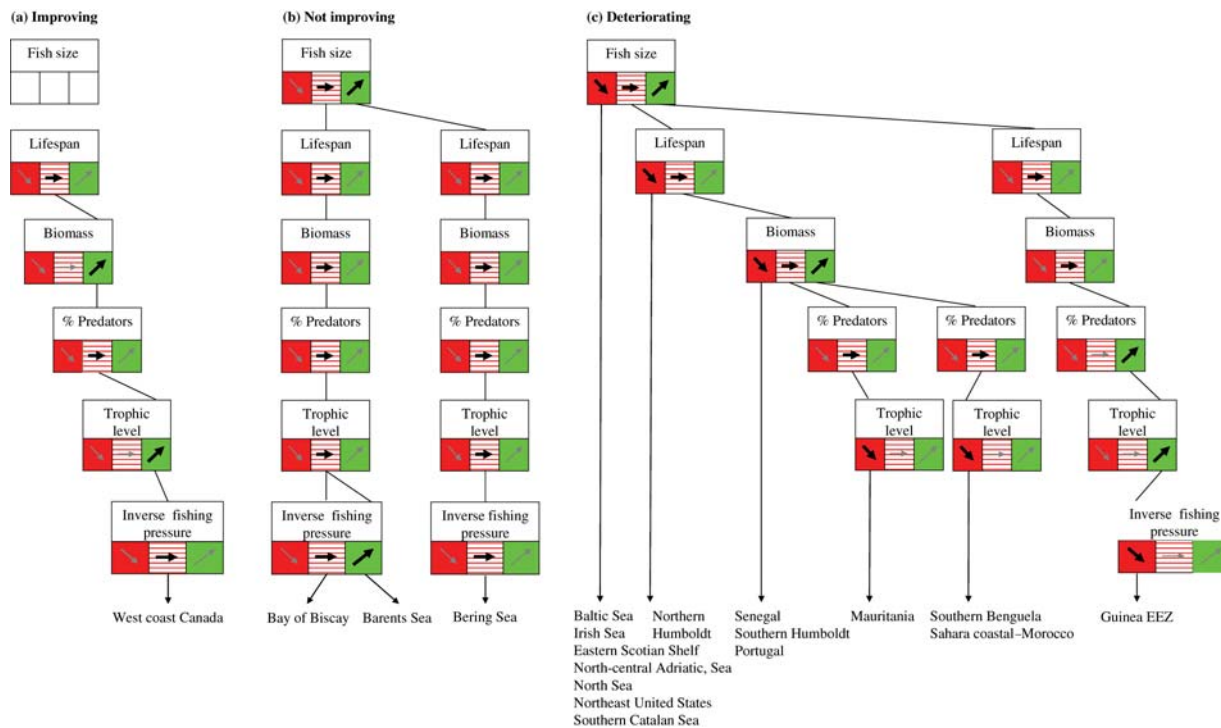 (a) Improving
Fish size
Lifespan
Biomass
% Predators
Trophic
level
Inverse fishing
pressure
West coast Canada
(b) Not improving
Fish size
Lifespan
Lifespan
Biomass
Biomass
% Predators
% Predators
Trophic
level
Trophic
level
Inverse fishing
pressure
Inverse fishing
pressure
Bay of Biscay
Barents Sea
Bering Sea
(c) Deteriorating
Fish size
Lifespan
Lifespan
Biomass
Biomass
% Predators
% Predators
% Predators
Trophic
level
Trophic
level
Trophic
level
Inverse fishing
pressure
Baltic Sea
Irish Sea
Eastern Scotian Shelf
North-central Adriatic, Sea
North Sea
Northeast United States
Southern Catalan Sea
Northern
Humboldt
Senegal
Southern Humboldt
Portugal
Mauritania
Southern Benguela
Sahara coastal–Morocco
Guinea EEZ